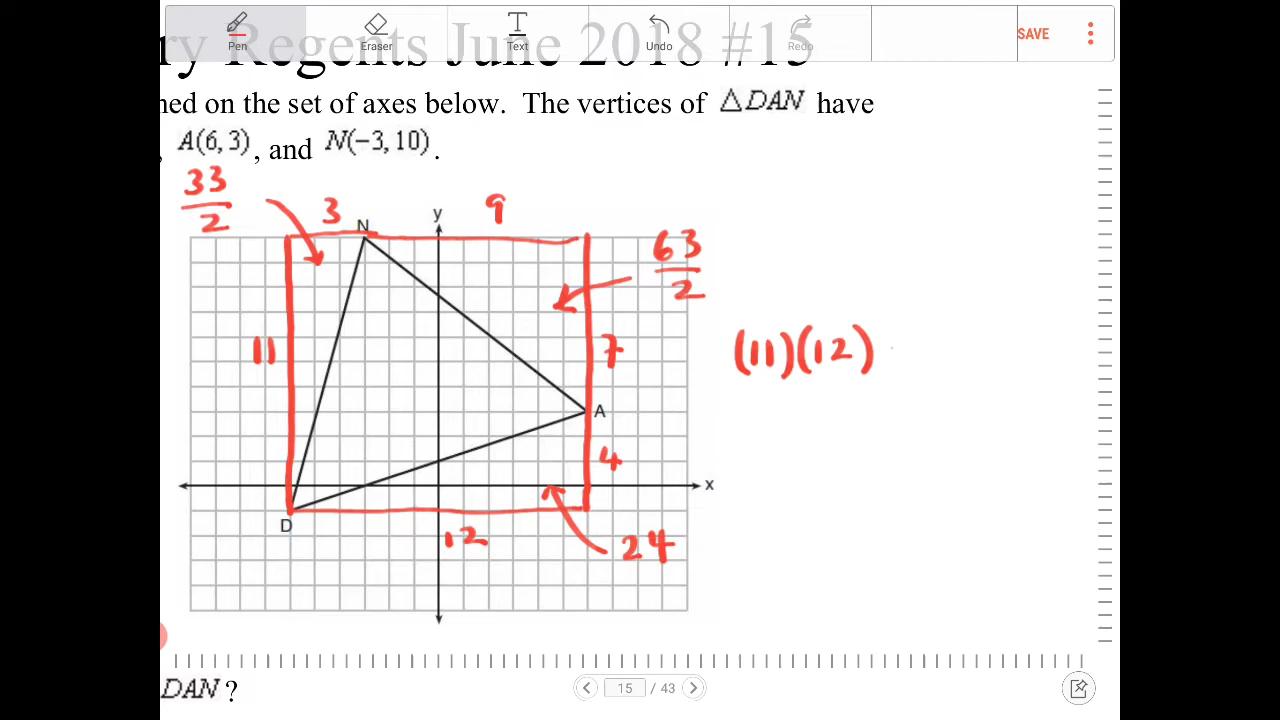 Pen Eraser Text Undo Redo SAVE
ry Regents June 2018 #15
ned on the set of axes below. The vertices of △DAN have
, A(6, 3), and N(−3, 10).
33/2
3
9
N
y
63/2
11
7
(11)(12)
A
4
x
D
12
24
DAN?
15 / 43